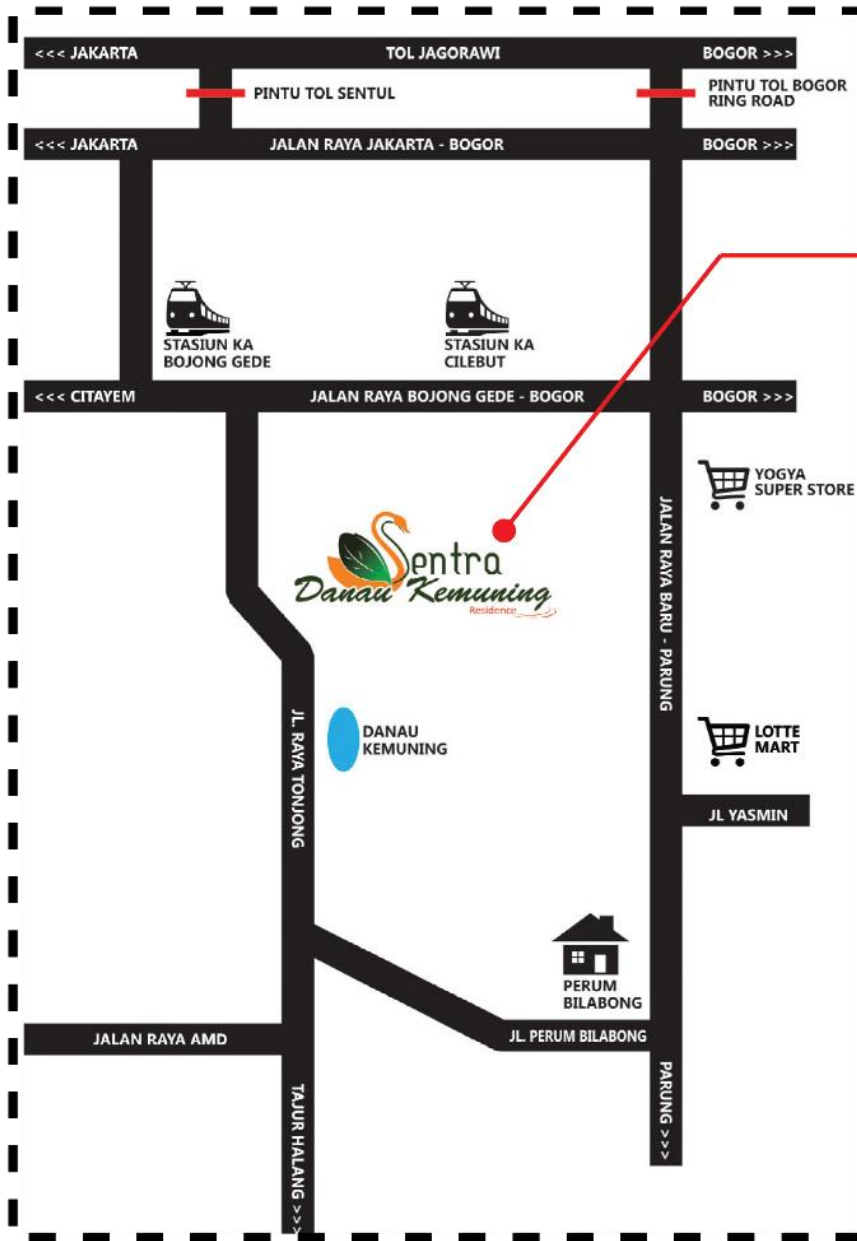 <<< JAKARTA TOL JAGORAWI BOGOR >>>
PINTU TOL SENTUL
PINTU TOL BOGOR
RING ROAD
<<< JAKARTA JALAN RAYA JAKARTA - BOGOR BOGOR >>>
STASIUN KA
BOJONG GEDE
STASIUN KA
CILEBUT
<<< CITAYEM JALAN RAYA BOJONG GEDE - BOGOR BOGOR >>>
YOGYA
SUPER STORE
Sentra
Danau Kemuning
Residence
JALAN RAYA BARU - PARUNG
JL. RAYA TONJONG
DANAU
KEMUNING
LOTTE
MART
JL YASMIN
PERUM
BILABONG
JALAN RAYA AMD
JL. PERUM BILABONG
TAJUR HALANG >>>
PARUNG >>>